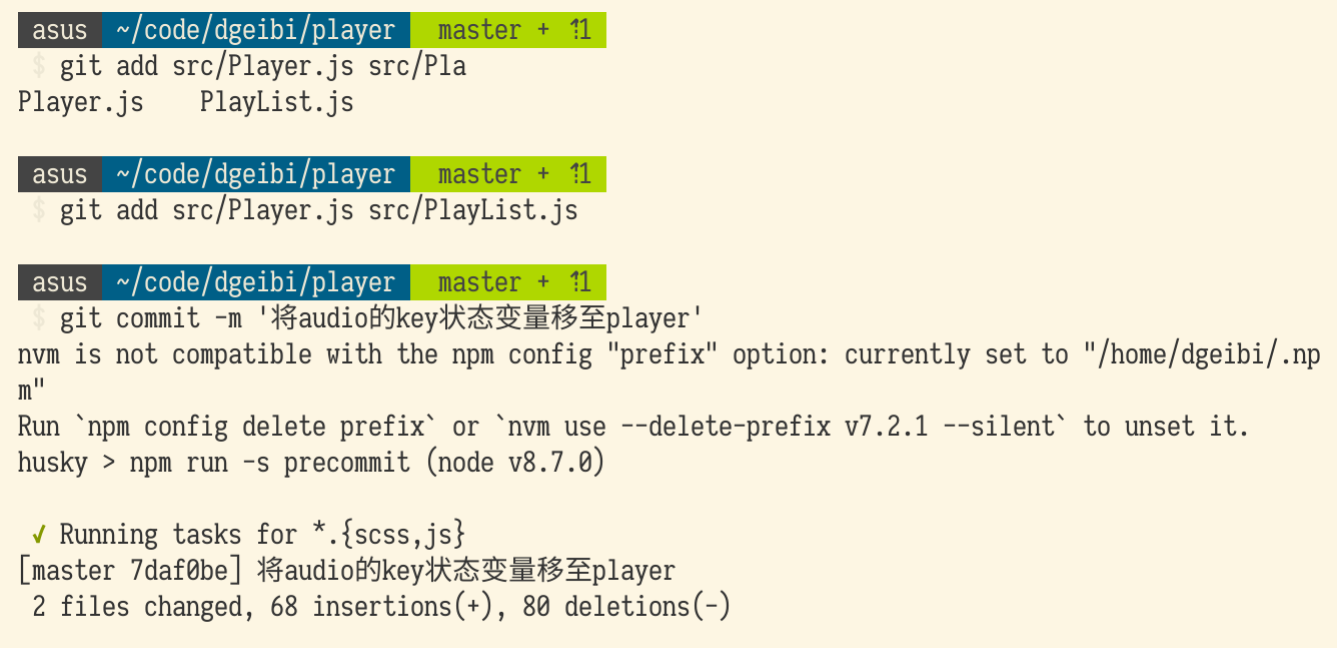 asus ~/code/dgeibi/player master + ⇡1
$ git add src/Player.js src/Pla
Player.js PlayList.js
asus ~/code/dgeibi/player master + ⇡1
$ git add src/Player.js src/PlayList.js
asus ~/code/dgeibi/player master + ⇡1
$ git commit -m '将audio的key状态变量移至player'
nvm is not compatible with the npm config "prefix" option: currently set to "/home/dgeibi/.np
m"
Run `npm config delete prefix` or `nvm use --delete-prefix v7.2.1 --silent` to unset it.
husky > npm run -s precommit (node v8.7.0)
✓ Running tasks for *.{scss,js}
[master 7daf0be] 将audio的key状态变量移至player
2 files changed, 68 insertions(+), 80 deletions(-)